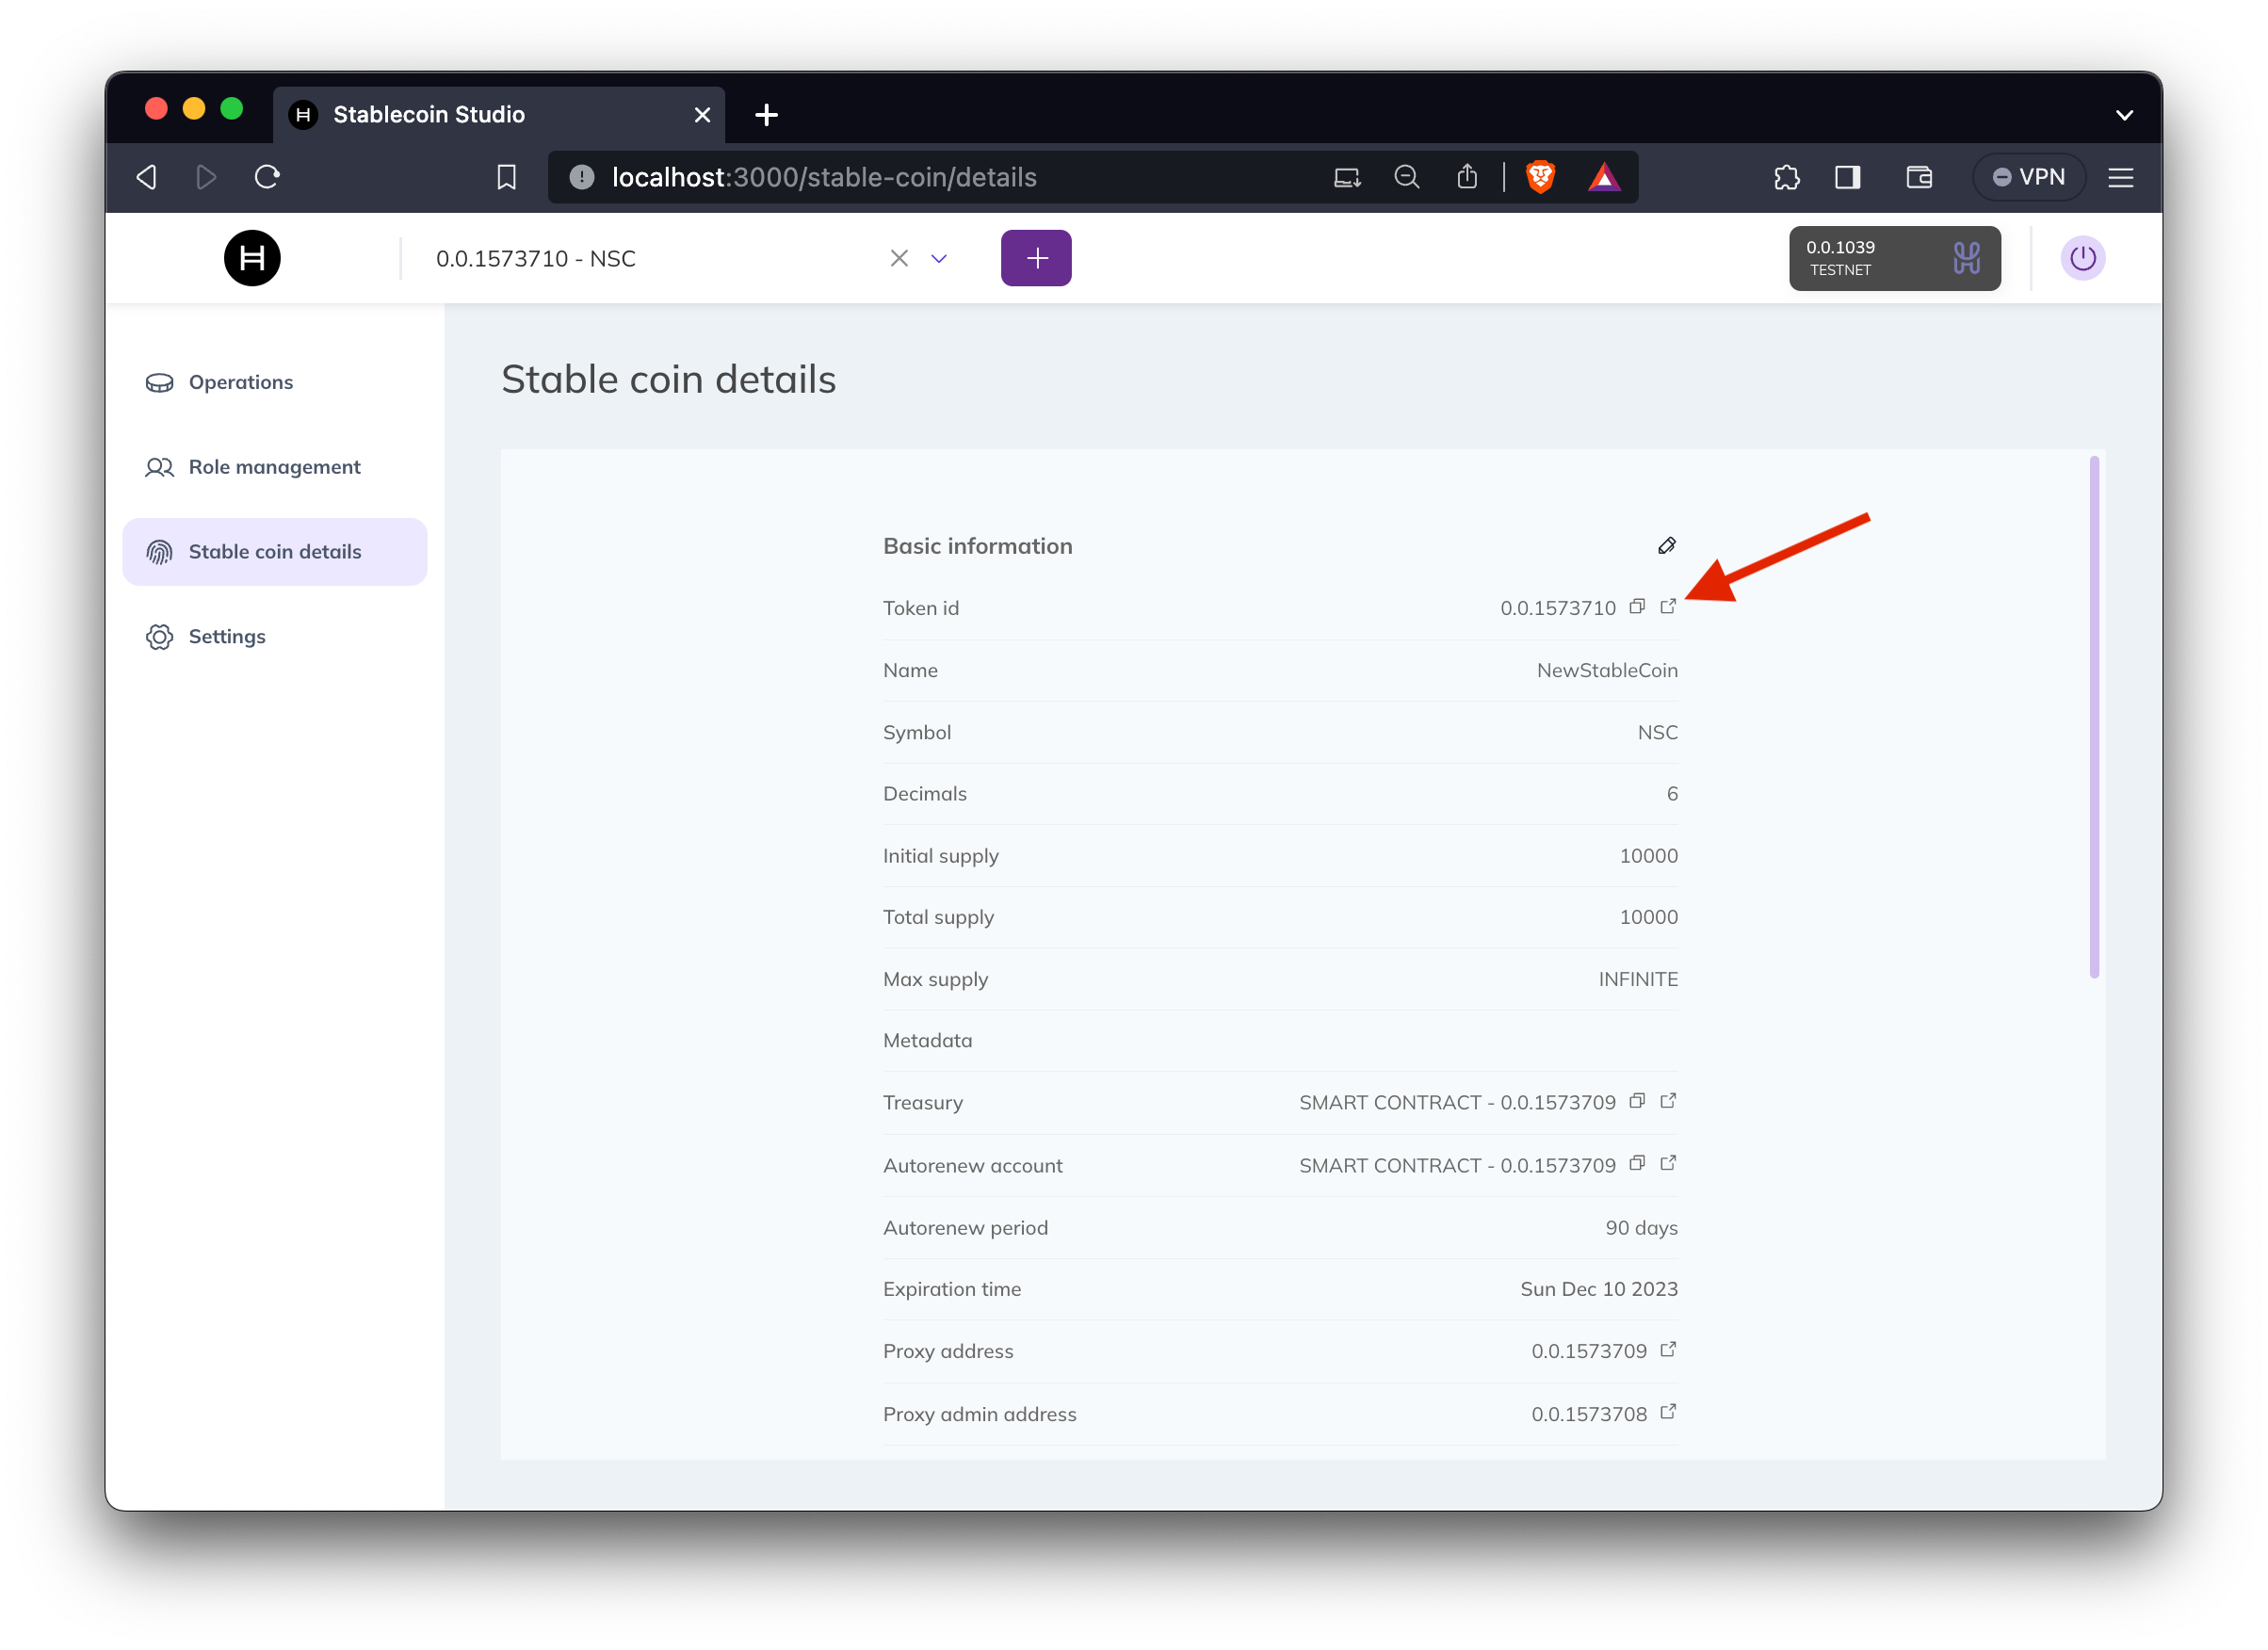 Stablecoin Studio
localhost:3000/stable-coin/details
VPN
0.0.1573710 - NSC
0.0.1039
TESTNET
Operations
Role management
Stable coin details
Settings
Stable coin details
Basic information
Token id 0.0.1573710
Name NewStableCoin
Symbol NSC
Decimals 6
Initial supply 10000
Total supply 10000
Max supply INFINITE
Metadata
Treasury SMART CONTRACT - 0.0.1573709
Autorenew account SMART CONTRACT - 0.0.1573709
Autorenew period 90 days
Expiration time Sun Dec 10 2023
Proxy address 0.0.1573709
Proxy admin address 0.0.1573708